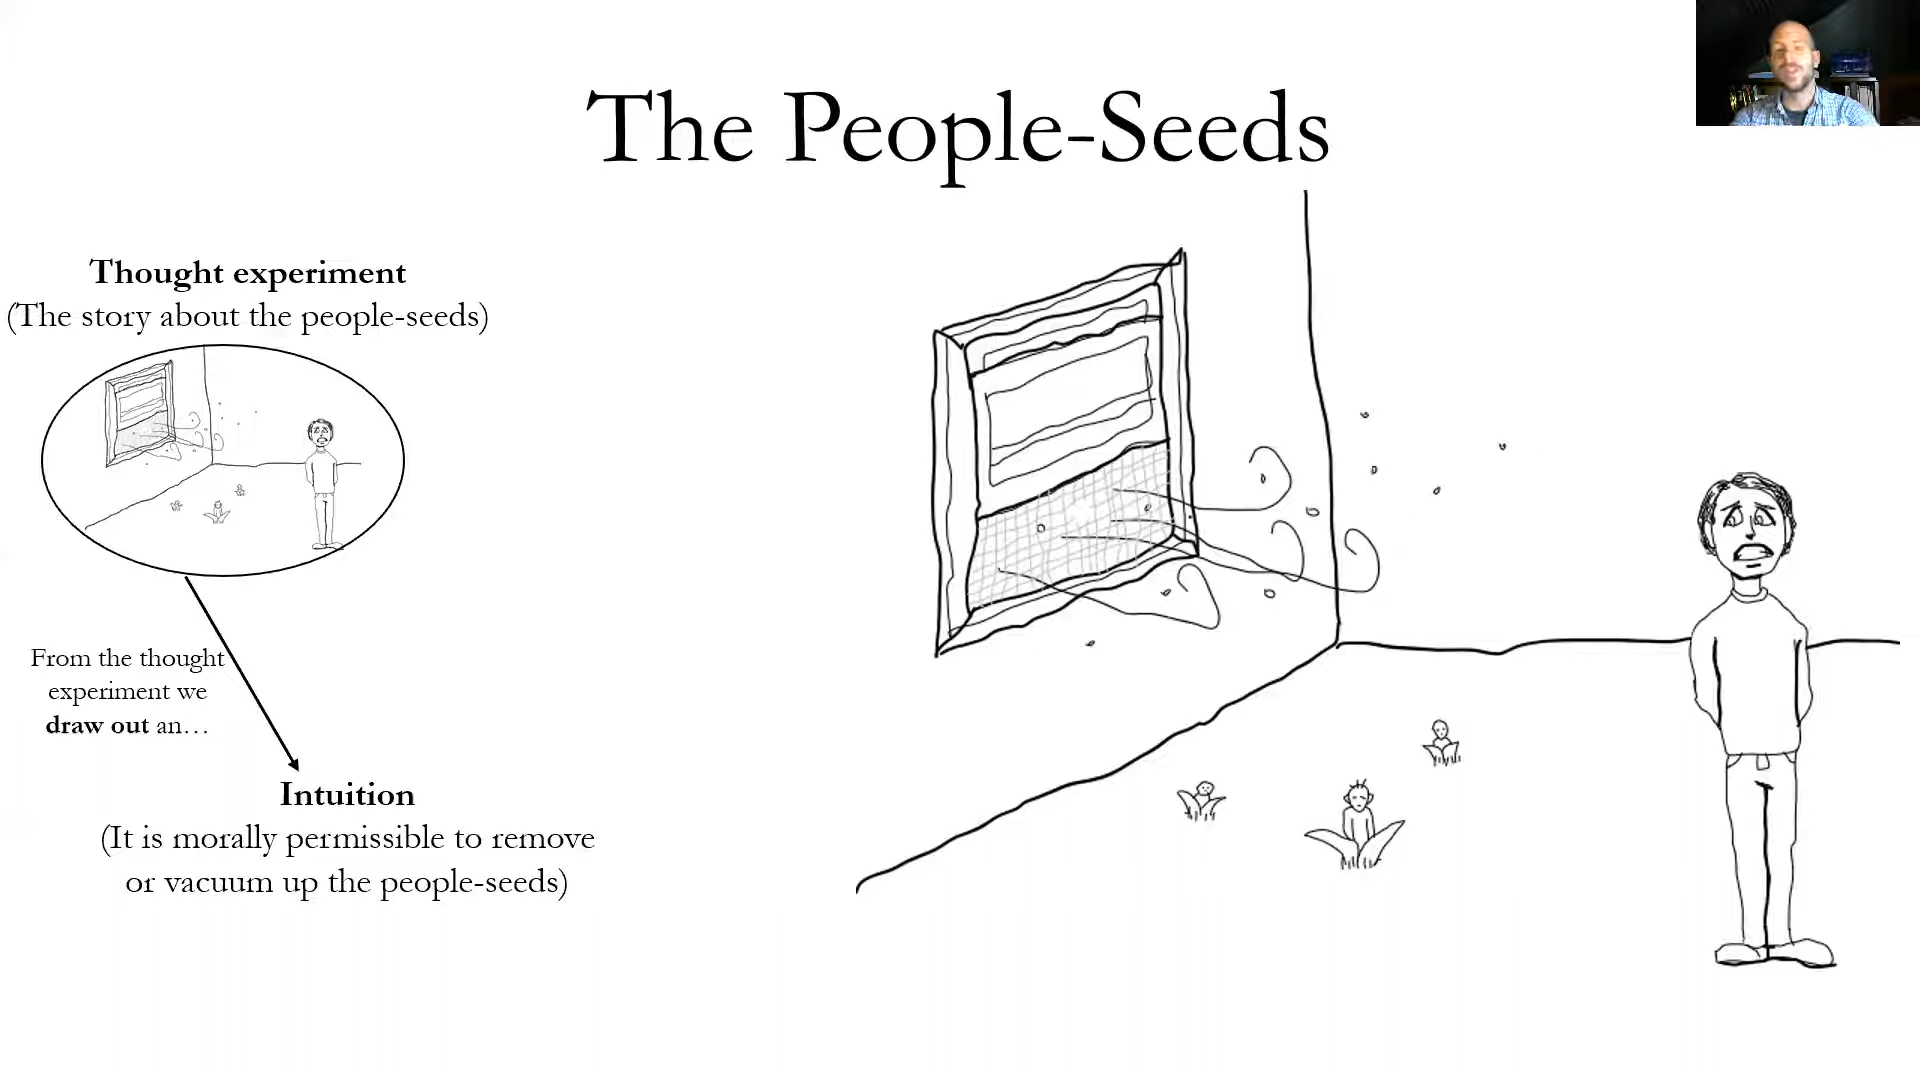 The People-Seeds
Thought experiment
(The story about the people-seeds)
From the thought
experiment we
draw out an…
Intuition
(It is morally permissible to remove
or vacuum up the people-seeds)